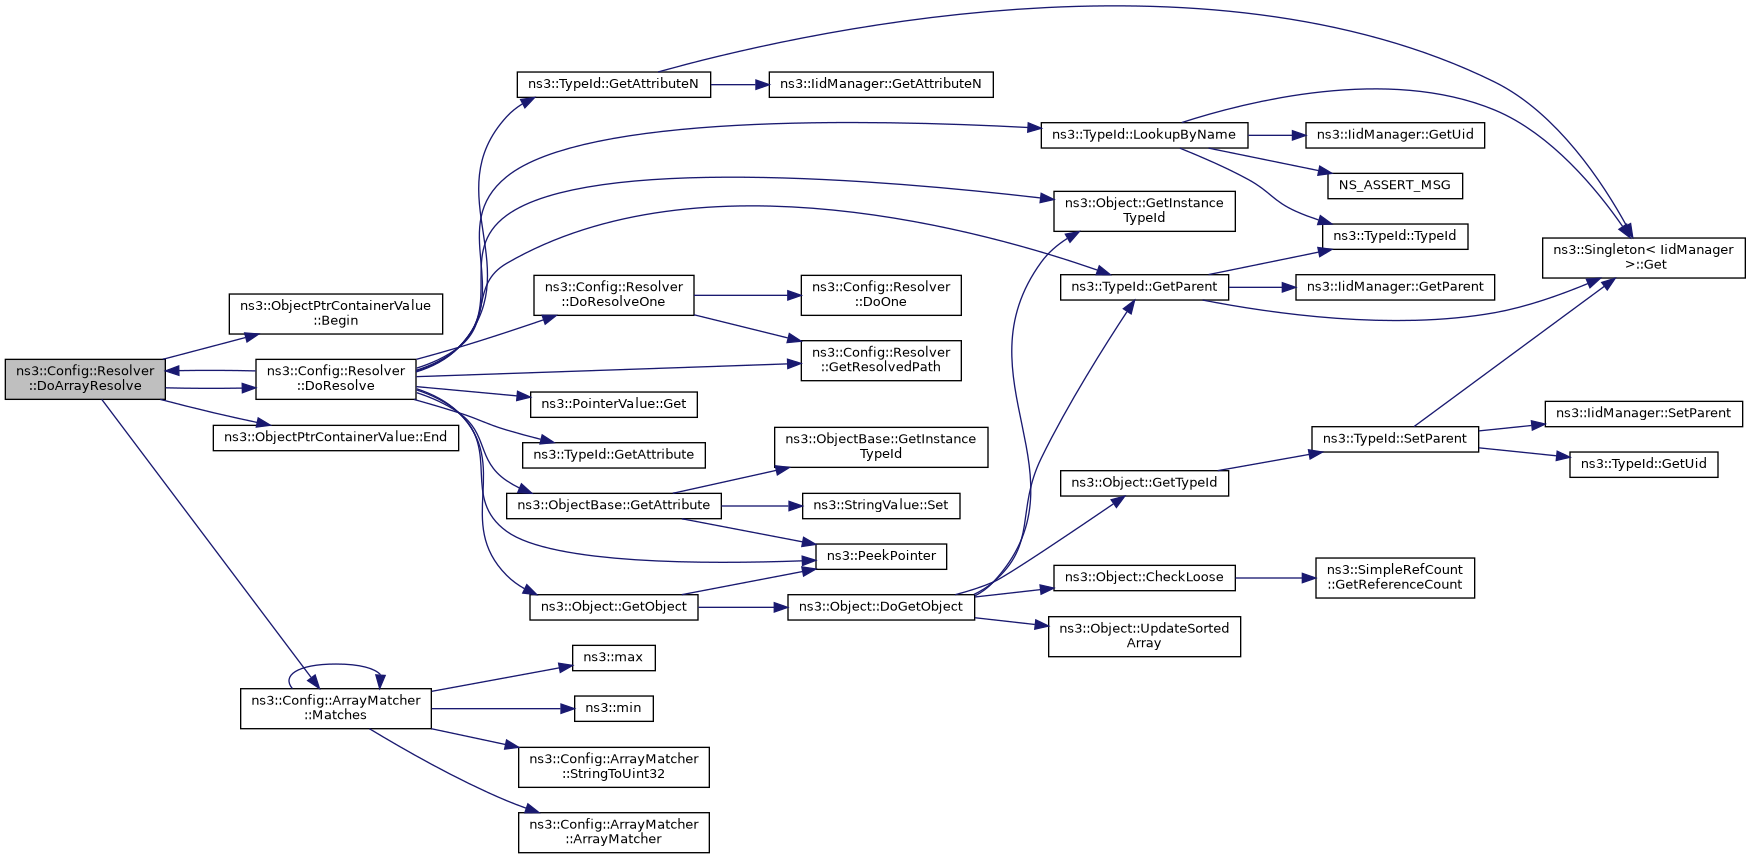 ns3::TypeId::GetAttributeN
ns3::IidManager::GetAttributeN
ns3::TypeId::LookupByName
ns3::IidManager::GetUid
NS_ASSERT_MSG
ns3::Object::GetInstance
TypeId
ns3::TypeId::TypeId
ns3::Singleton< IidManager
>::Get
ns3::TypeId::GetParent
ns3::IidManager::GetParent
ns3::Config::Resolver
::DoResolveOne
ns3::Config::Resolver
::DoOne
ns3::ObjectPtrContainerValue
::Begin
ns3::Config::Resolver
::GetResolvedPath
ns3::Config::Resolver
::DoArrayResolve
ns3::Config::Resolver
::DoResolve
ns3::PointerValue::Get
ns3::ObjectPtrContainerValue::End
ns3::TypeId::GetAttribute
ns3::ObjectBase::GetInstance
TypeId
ns3::TypeId::SetParent
ns3::IidManager::SetParent
ns3::TypeId::GetUid
ns3::Object::GetTypeId
ns3::ObjectBase::GetAttribute
ns3::StringValue::Set
ns3::PeekPointer
ns3::Object::CheckLoose
ns3::SimpleRefCount
::GetReferenceCount
ns3::Object::GetObject
ns3::Object::DoGetObject
ns3::Object::UpdateSorted
Array
ns3::max
ns3::Config::ArrayMatcher
::Matches
ns3::min
ns3::Config::ArrayMatcher
::StringToUint32
ns3::Config::ArrayMatcher
::ArrayMatcher